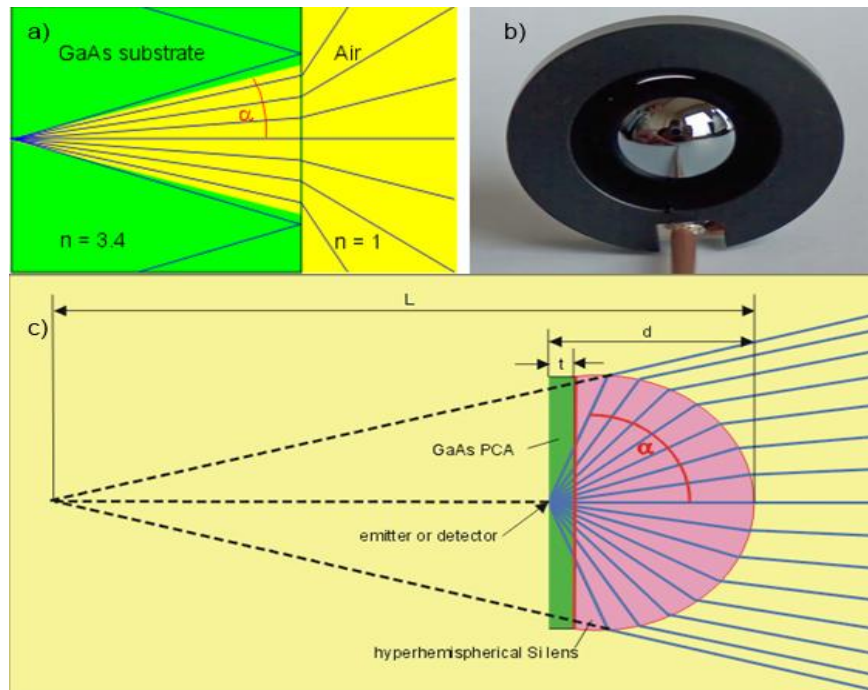 a)
GaAs substrate
Air
α
n = 3.4
n = 1
b)
c)
L
d
t
α
GaAs PCA
emitter or detector
hyperhemispherical Si lens